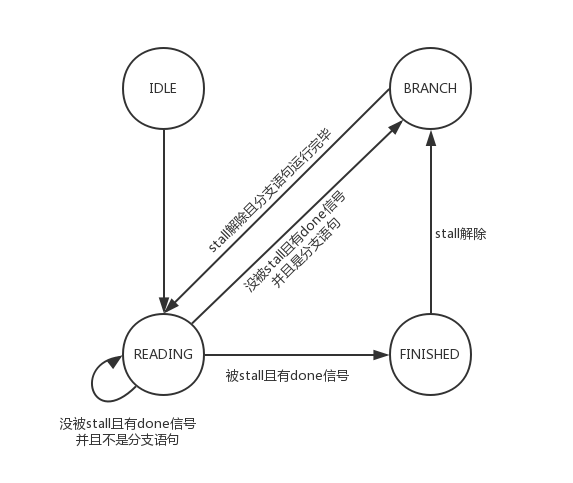 IDLE
BRANCH
stall解除且分支语句运行完毕
没被stall且有done信号
并且是分支语句
stall解除
READING
FINISHED
被stall且有done信号
没被stall且有done信号
并且不是分支语句